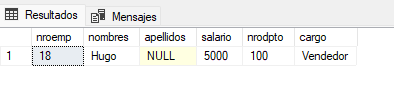 Resultados Mensajes
nroemp nombres apellidos salario nrodpto cargo
1 18 Hugo NULL 5000 100 Vendedor